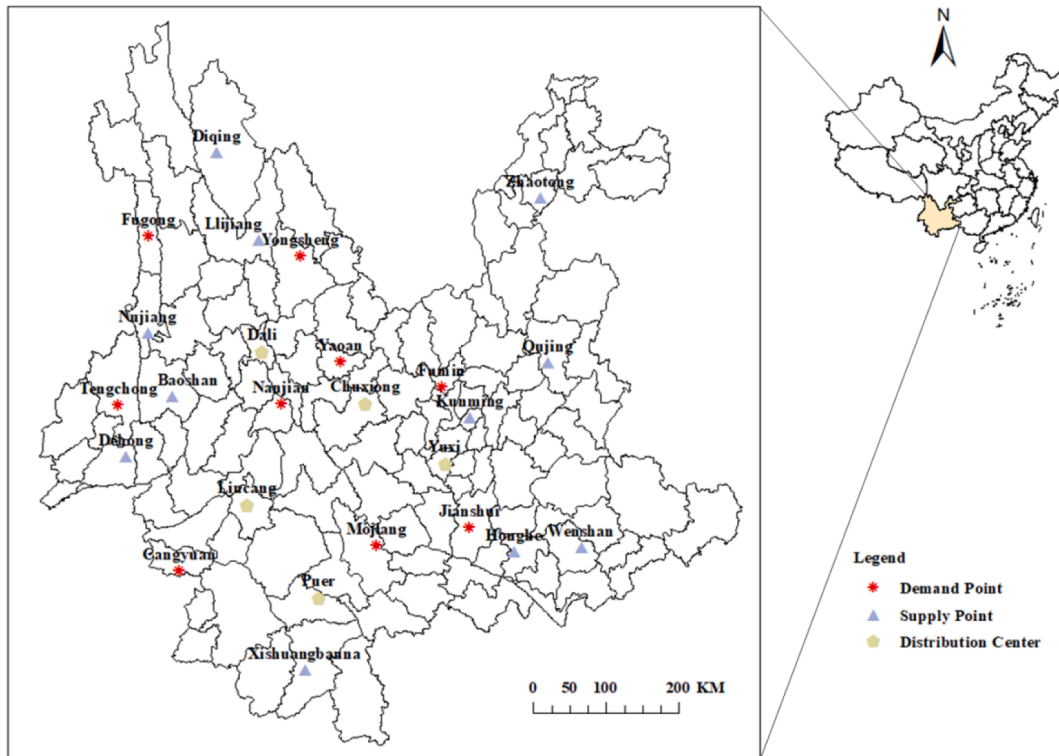 N
Diqing
Zhaotong
Fugong
Llijiang
Yongsheng
Nujiang
Dali
Yaoan
Qujing
Fumin
Baoshan
Tengchong
Nanjian
Chuxiong
Kunming
Dehong
Yuxi
Lincang
Jianshui
Mojiang
Honghe
Wenshan
Cangyuan
Puer
Xishuangbanna
Legend
Demand Point
Supply Point
Distribution Center
0 50 100 200 KM